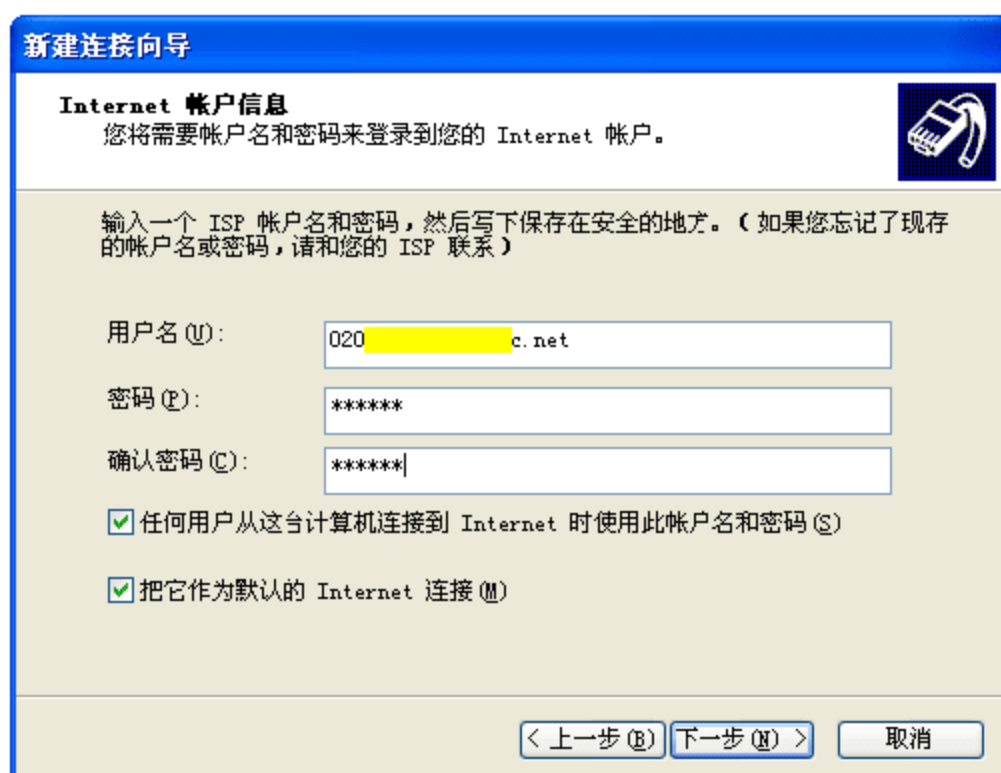 新建连接向导
Internet 帐户信息
您将需要帐户名和密码来登录到您的 Internet 帐户。
输入一个 ISP 帐户名和密码，然后写下保存在安全的地方。(如果您忘记了现存
的帐户名或密码，请和您的 ISP 联系)
用户名(U): 020 c.net
密码(P): ******
确认密码(C): ******
任何用户从这台计算机连接到 Internet 时使用此帐户名和密码(S)
把它作为默认的 Internet 连接(M)
< 上一步(B) 下一步(N) > 取消